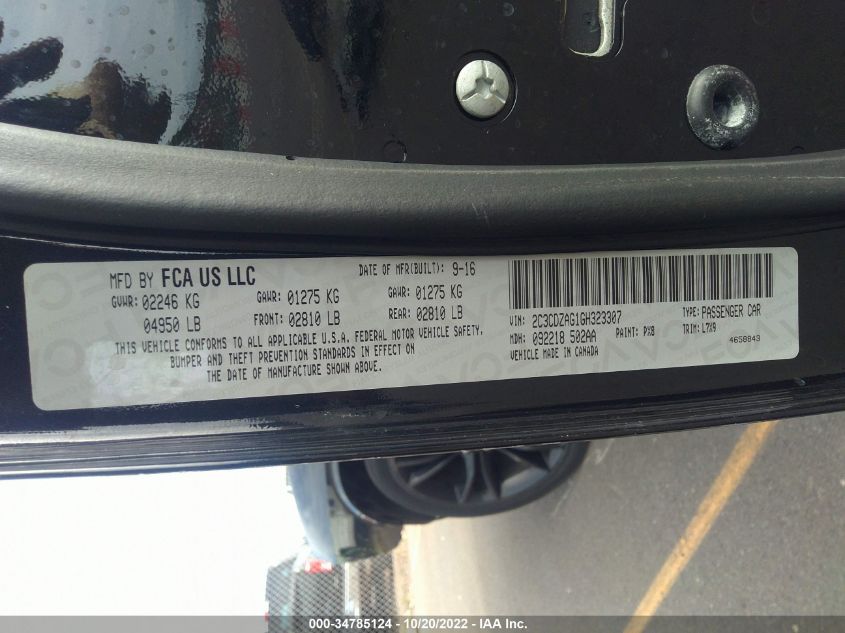 MFD BY FCA US LLC
DATE OF MFR(BUILT): 9-16
GVWR: 02246 KG GAWR: 01275 KG GAWR: 01275 KG
04950 LB FRONT: 02810 LB REAR: 02810 LB
THIS VEHICLE CONFORMS TO ALL APPLICABLE U.S.A. FEDERAL MOTOR VEHICLE SAFETY,
BUMPER AND THEFT PREVENTION STANDARDS IN EFFECT ON
THE DATE OF MANUFACTURE SHOWN ABOVE.
VIN: 2C3CDZAG1GH323307 TYPE: PASSENGER CAR
MDH: 092218 502AA PAINT: PX8 TRIM: L7X9
VEHICLE MADE IN CANADA 4658843
000-34785124 | 10/20/2022 - IAA Inc.